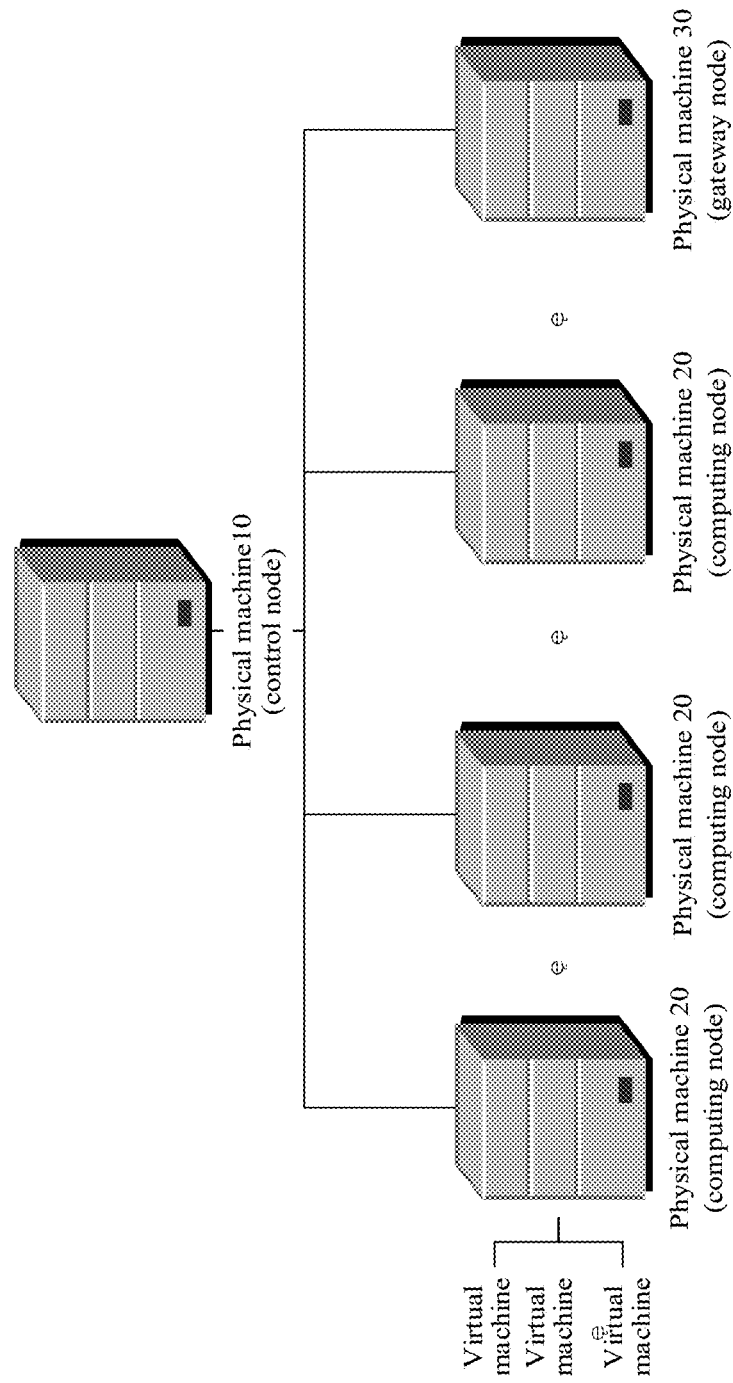 Physical machine10
(control node)
Virtual
machine
Virtual
machine
e
Virtual
machine
e
e
e
Physical machine 20
(computing node)
Physical machine 20
(computing node)
Physical machine 20
(computing node)
Physical machine 30
(gateway node)